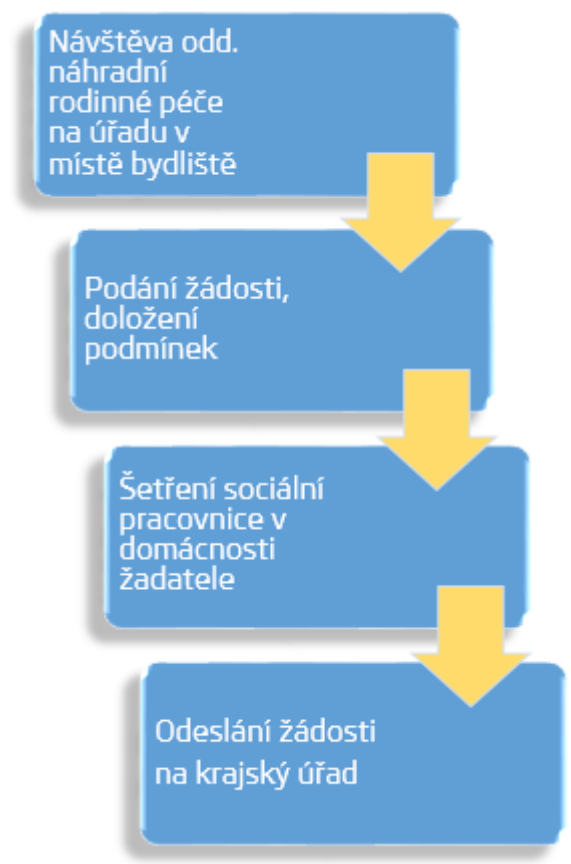 Návštěva odd.
náhradní
rodinné péče
na úřadu v
místě bydliště
Podání žádosti,
doložení
podmínek
Šetření sociální
pracovnice v
domácnosti
žadatele
Odeslání žádosti
na krajský úřad